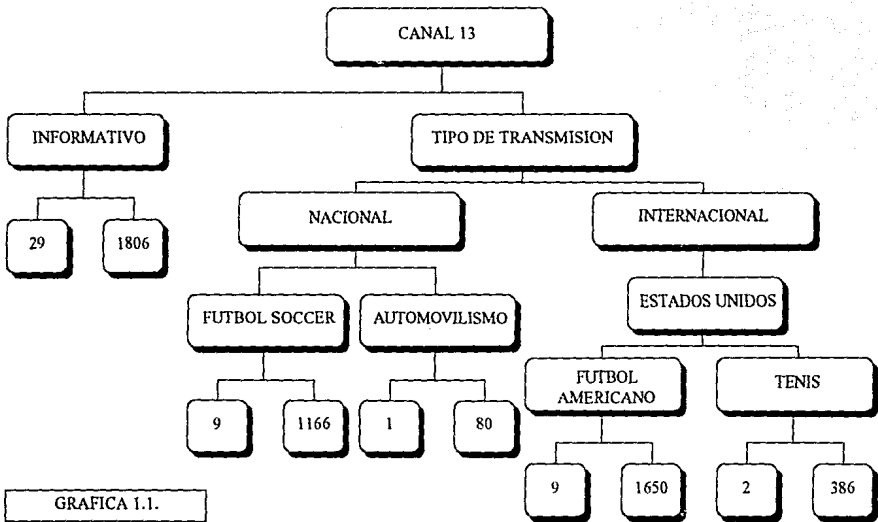 CANAL 13
INFORMATIVO
TIPO DE TRANSMISION
29
1806
NACIONAL
INTERNACIONAL
FUTBOL SOCCER
AUTOMOVILISMO
ESTADOS UNIDOS
9
1166
1
80
FUTBOL
AMERICANO
TENIS
9
1650
2
386
GRAFICA 1.1.